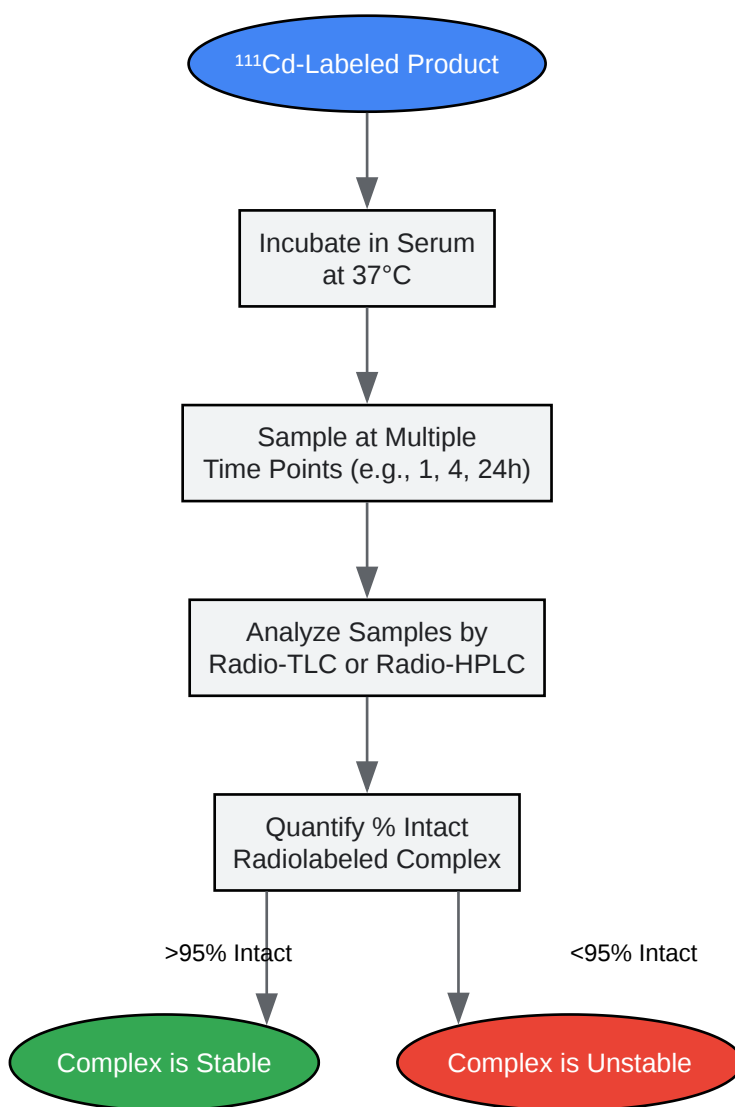 ¹¹¹Cd-Labeled Product
Incubate in Serum
at 37°C
Sample at Multiple
Time Points (e.g., 1, 4, 24h)
Analyze Samples by
Radio-TLC or Radio-HPLC
Quantify % Intact
Radiolabeled Complex
>95% Intact
<95% Intact
Complex is Stable
Complex is Unstable